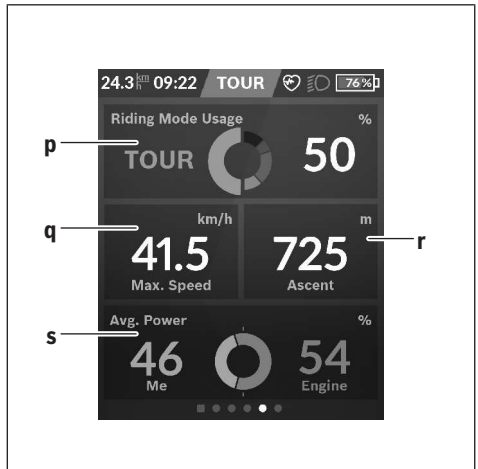 24.3 km/h 09:22 TOUR 76 %
Riding Mode Usage %
p
TOUR 50
q
km/h m
41.5 725
r
Max. Speed Ascent
Avg. Power %
s
46 54
Me Engine